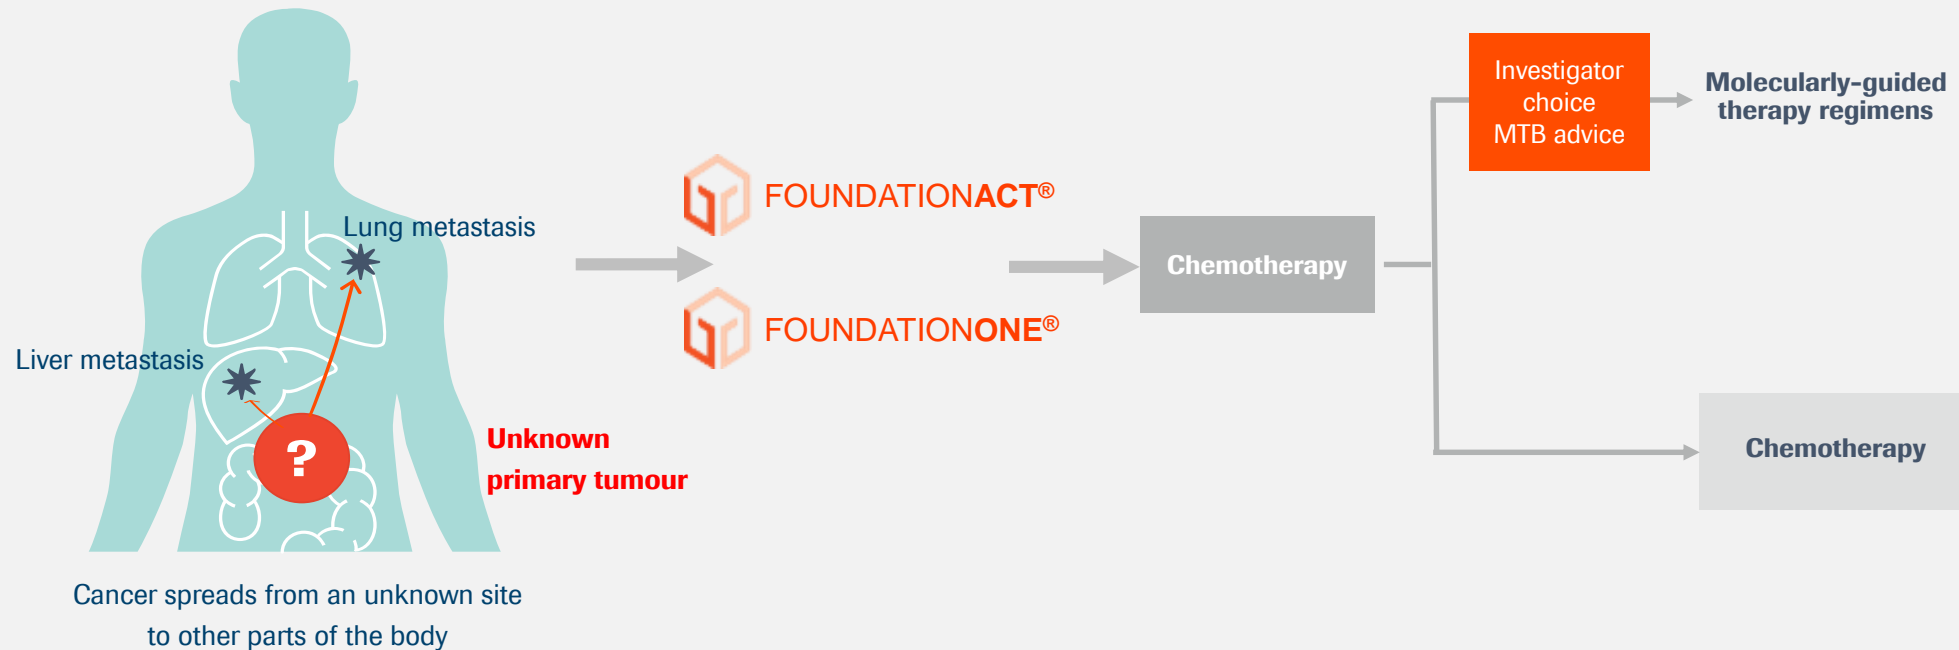 Lung metastasis
Liver metastasis
?
Unknown
primary tumour
Cancer spreads from an unknown site
to other parts of the body
FOUNDATIONACT®
FOUNDATIONONE®
Chemotherapy
Investigator
choice
MTB advice
Molecularly-guided
therapy regimens
Chemotherapy